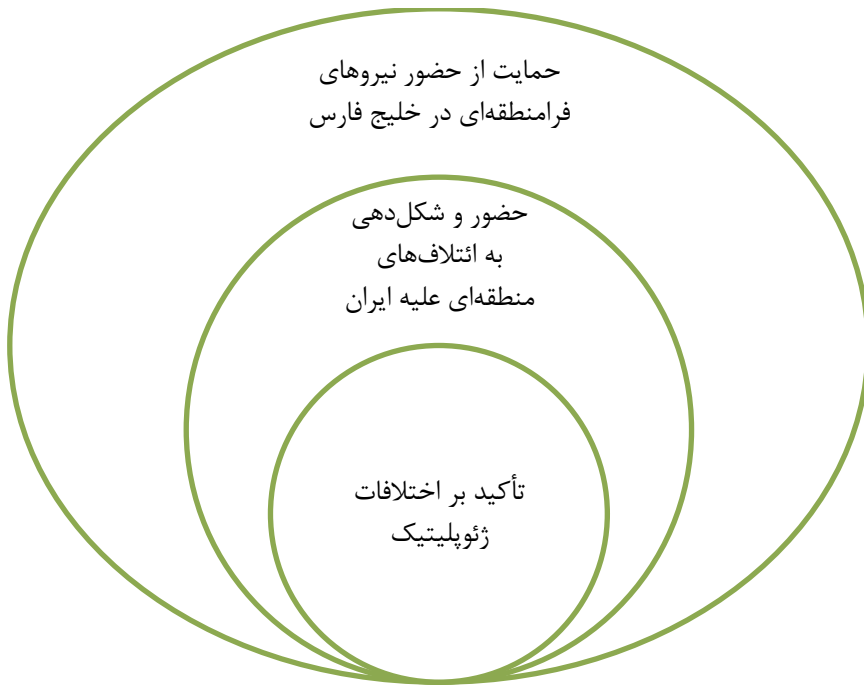 حمایت از حضور نیروهای
فرامنطقه‌ای در خلیج فارس
حضور و شکل‌دهی
به ائتلاف‌های
منطقه‌ای علیه ایران
تأکید بر اختلافات
ژئوپلیتیک